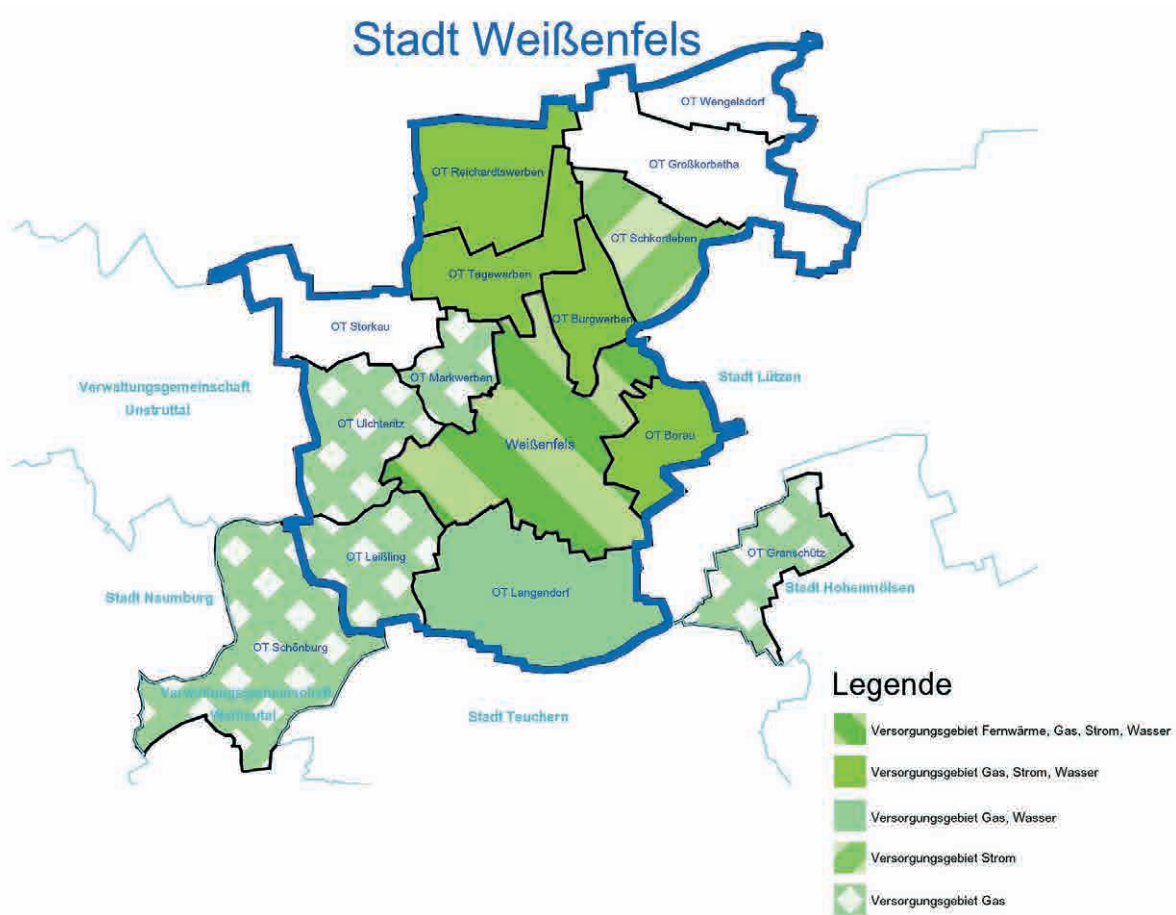 Stadt Weißenfels
OT Wengelsdorf
OT Großkorbetha
OT Reichardtswerben
OT Schkortleben
OT Tagewerben
OT Burgwerben
OT Storkau
OT Markwerben
Stadt Lützen
Verwaltungsgemeinschaft
Unstruttal
OT Uichteritz
Weißenfels
OT Borau
OT Granschütz
OT Leißling
Stadt Hohenmölsen
Stadt Naumburg
OT Langendorf
OT Schönburg
Verwaltungsgemeinschaft
Wethautal
Stadt Teuchern
Legende
Versorgungsgebiet Fernwärme, Gas, Strom, Wasser
Versorgungsgebiet Gas, Strom, Wasser
Versorgungsgebiet Gas, Wasser
Versorgungsgebiet Strom
Versorgungsgebiet Gas